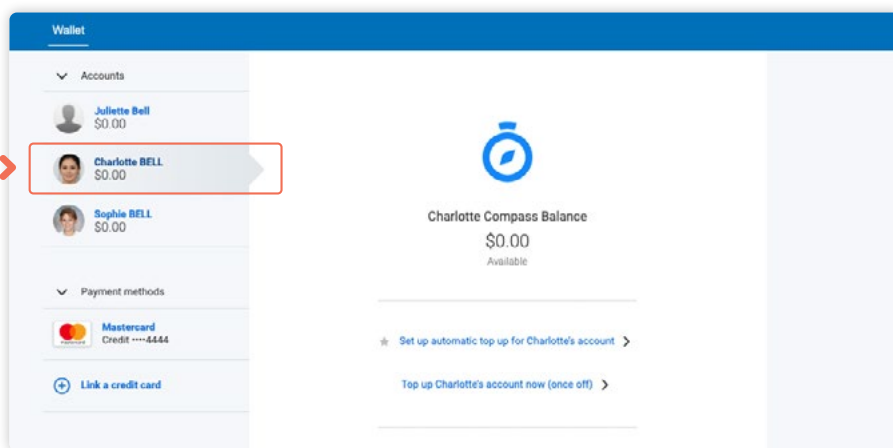 Wallet
Accounts
Juliette Bell
$0.00
Charlotte BELL
$0.00
Sophie BELL
$0.00
Payment methods
Mastercard
Credit ····4444
Link a credit card
Charlotte Compass Balance
$0.00
Available
Set up automatic top up for Charlotte's account
Top up Charlotte's account now (once off)